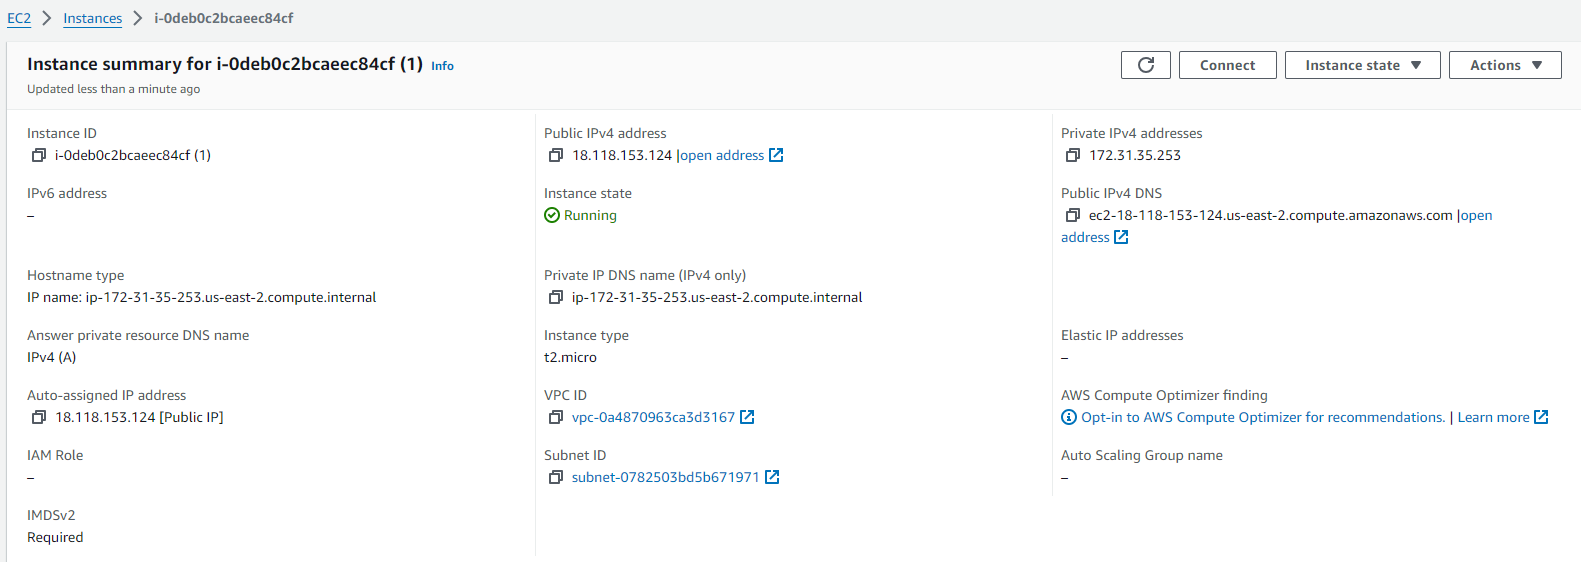 EC2 > Instances > i-0deb0c2bcaeec84cf
Instance summary for i-0deb0c2bcaeec84cf (1) Info
Updated less than a minute ago
Connect
Instance state
Actions
Instance ID
i-0deb0c2bcaeec84cf (1)
Public IPv4 address
18.118.153.124 |open address
Private IPv4 addresses
172.31.35.253
IPv6 address
–
Instance state
Running
Public IPv4 DNS
ec2-18-118-153-124.us-east-2.compute.amazonaws.com |open
address
Hostname type
IP name: ip-172-31-35-253.us-east-2.compute.internal
Private IP DNS name (IPv4 only)
ip-172-31-35-253.us-east-2.compute.internal
Answer private resource DNS name
IPv4 (A)
Instance type
t2.micro
Elastic IP addresses
–
Auto-assigned IP address
18.118.153.124 [Public IP]
VPC ID
vpc-0a4870963ca3d3167
AWS Compute Optimizer finding
Opt-in to AWS Compute Optimizer for recommendations. | Learn more
IAM Role
–
Subnet ID
subnet-0782503bd5b671971
Auto Scaling Group name
–
IMDSv2
Required